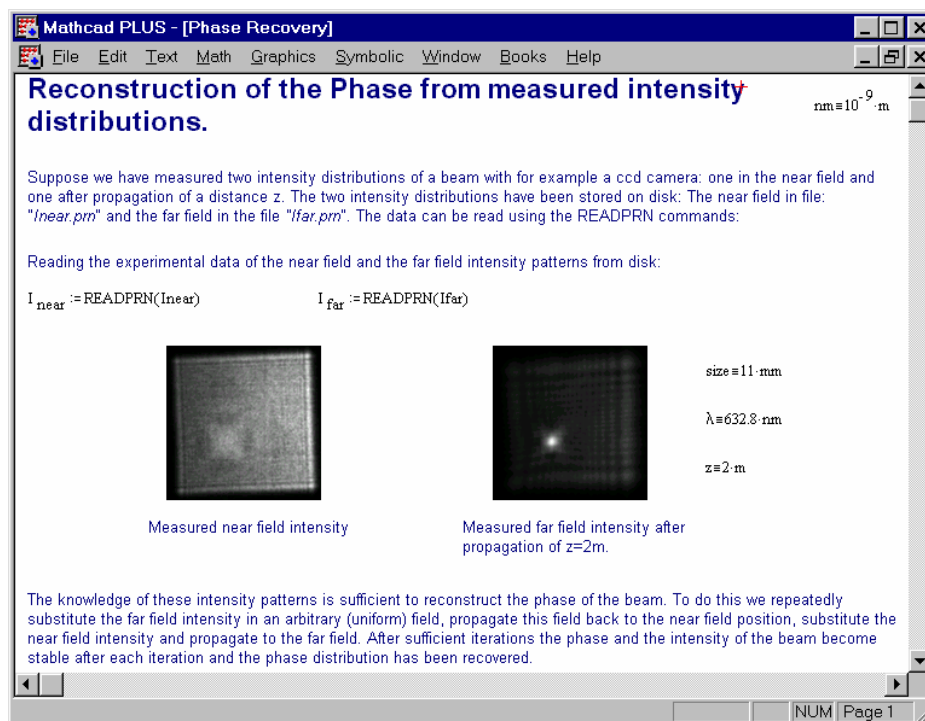 Mathcad PLUS - [Phase Recovery]
File Edit Text Math Graphics Symbolic Window Books Help
Reconstruction of the Phase from measured intensity
distributions.
nm≡10^-9·m
Suppose we have measured two intensity distributions of a beam with for example a ccd camera: one in the near field and
one after propagation of a distance z. The two intensity distributions have been stored on disk: The near field in file:
"Inear.prn" and the far field in the file "Ifar.prn". The data can be read using the READPRN commands:
Reading the experimental data of the near field and the far field intensity patterns from disk:
I near := READPRN(Inear) I far := READPRN(Ifar)
size≡11·mm
λ≡632.8·nm
z≡2·m
Measured near field intensity
Measured far field intensity after
propagation of z=2m.
The knowledge of these intensity patterns is sufficient to reconstruct the phase of the beam. To do this we repeatedly
substitute the far field intensity in an arbitrary (uniform) field, propagate this field back to the near field position, substitute the
near field intensity and propagate to the far field. After sufficient iterations the phase and the intensity of the beam become
stable after each iteration and the phase distribution has been recovered.
NUM Page 1